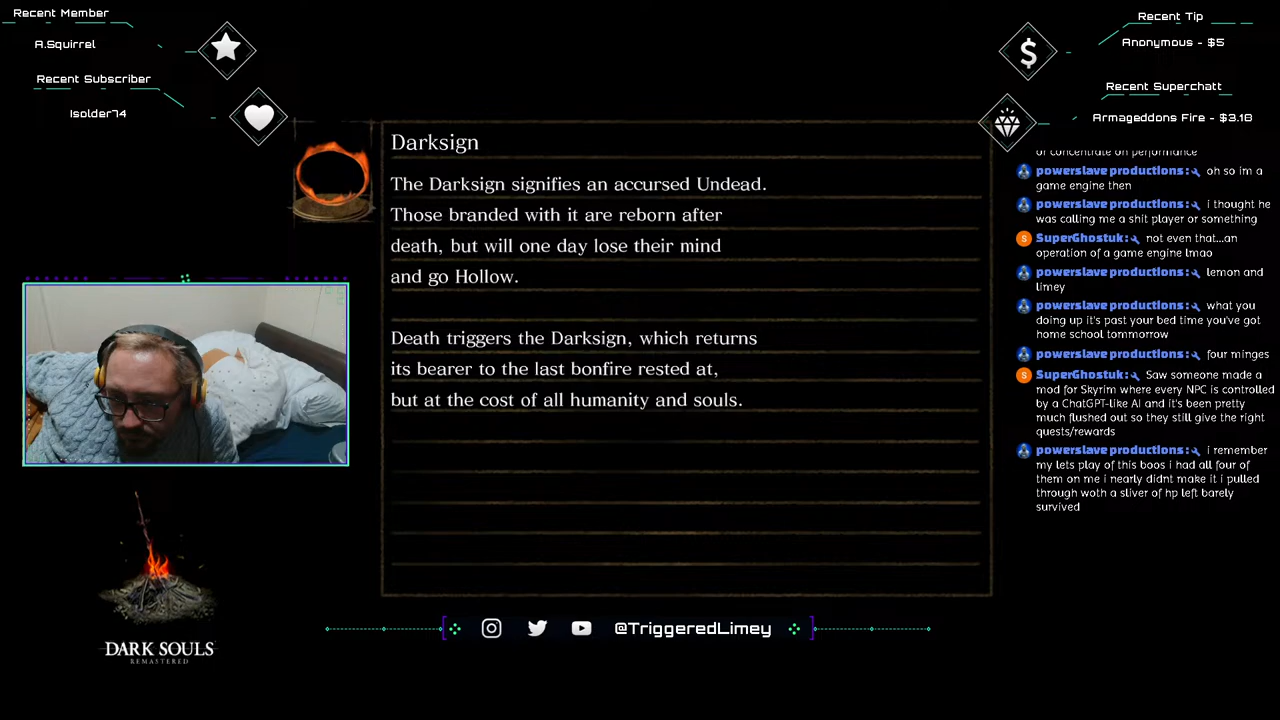 Recent Member
A.Squirrel
Recent Subscriber
Isolder74
Recent Tip
Anonymous - $5
Recent Superchatt
Armageddons Fire - $3.18
Darksign
The Darksign signifies an accursed Undead.
Those branded with it are reborn after
death, but will one day lose their mind
and go Hollow.
Death triggers the Darksign, which returns
its bearer to the last bonfire rested at,
but at the cost of all humanity and souls.
or concentrate on performance
powerslave productions: oh so im a
game engine then
powerslave productions: i thought he
was calling me a shit player or something
S SuperGhostuk: not even that...an
operation of a game engine lmao
powerslave productions: lemon and
limey
powerslave productions: what you
doing up it's past your bed time you've got
home school tommorrow
powerslave productions: four minges
S SuperGhostuk: Saw someone made a
mod for Skyrim where every NPC is controlled
by a ChatGPT-like AI and it's been pretty
much flushed out so they still give the right
quests/rewards
powerslave productions: i remember
my lets play of this boos i had all four of
them on me i nearly didnt make it i pulled
through woth a sliver of hp left barely
survived
DARK SOULS
REMASTERED
@TriggeredLimey